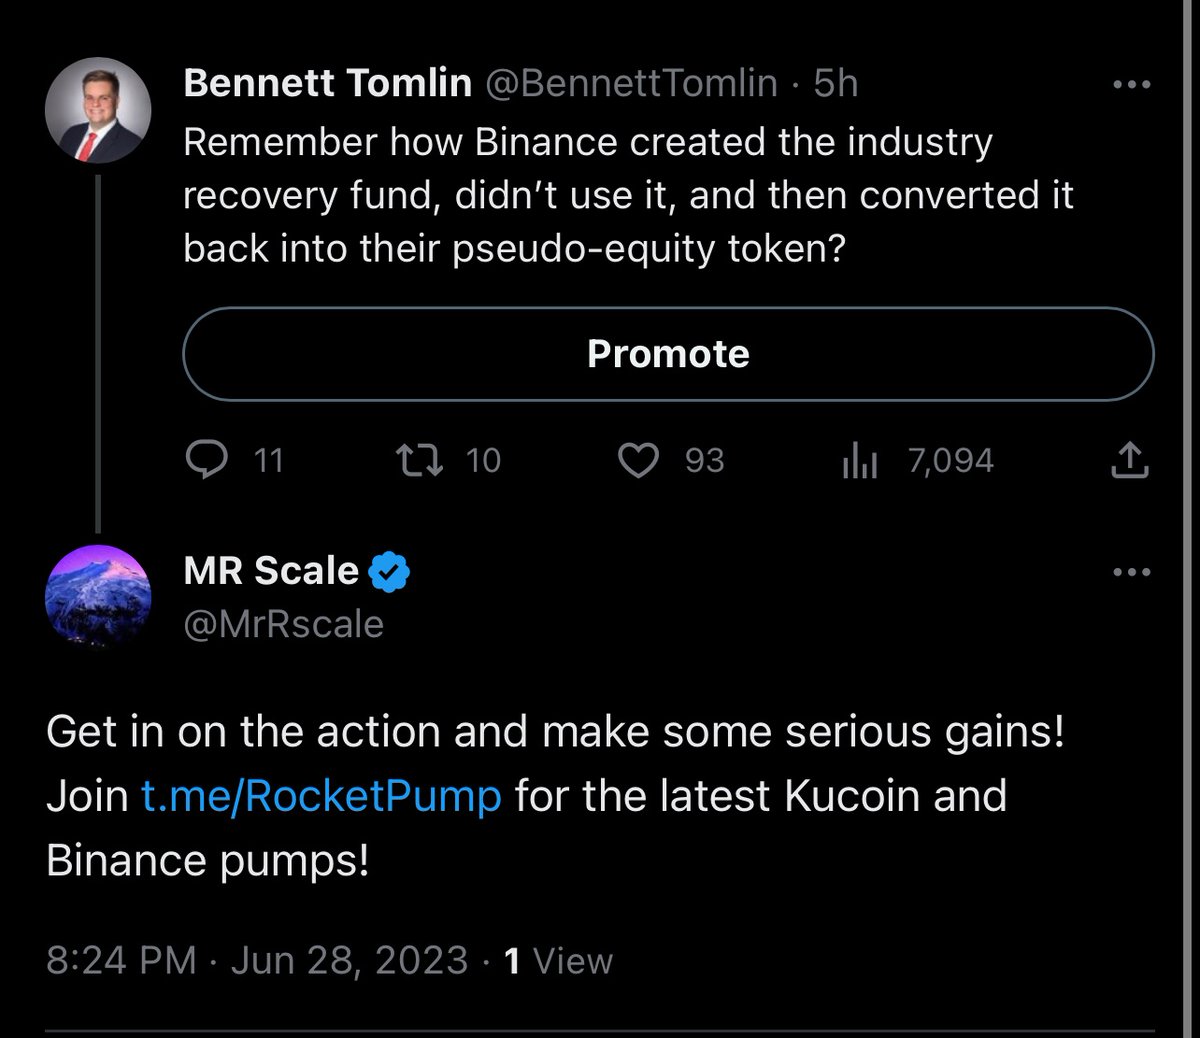 Bennett Tomlin @BennettTomlin · 5h
Remember how Binance created the industry
recovery fund, didn’t use it, and then converted it
back into their pseudo-equity token?
Promote
11 10 93 7,094
MR Scale
@MrRscale
Get in on the action and make some serious gains!
Join t.me/RocketPump for the latest Kucoin and
Binance pumps!
8:24 PM · Jun 28, 2023 · 1 View